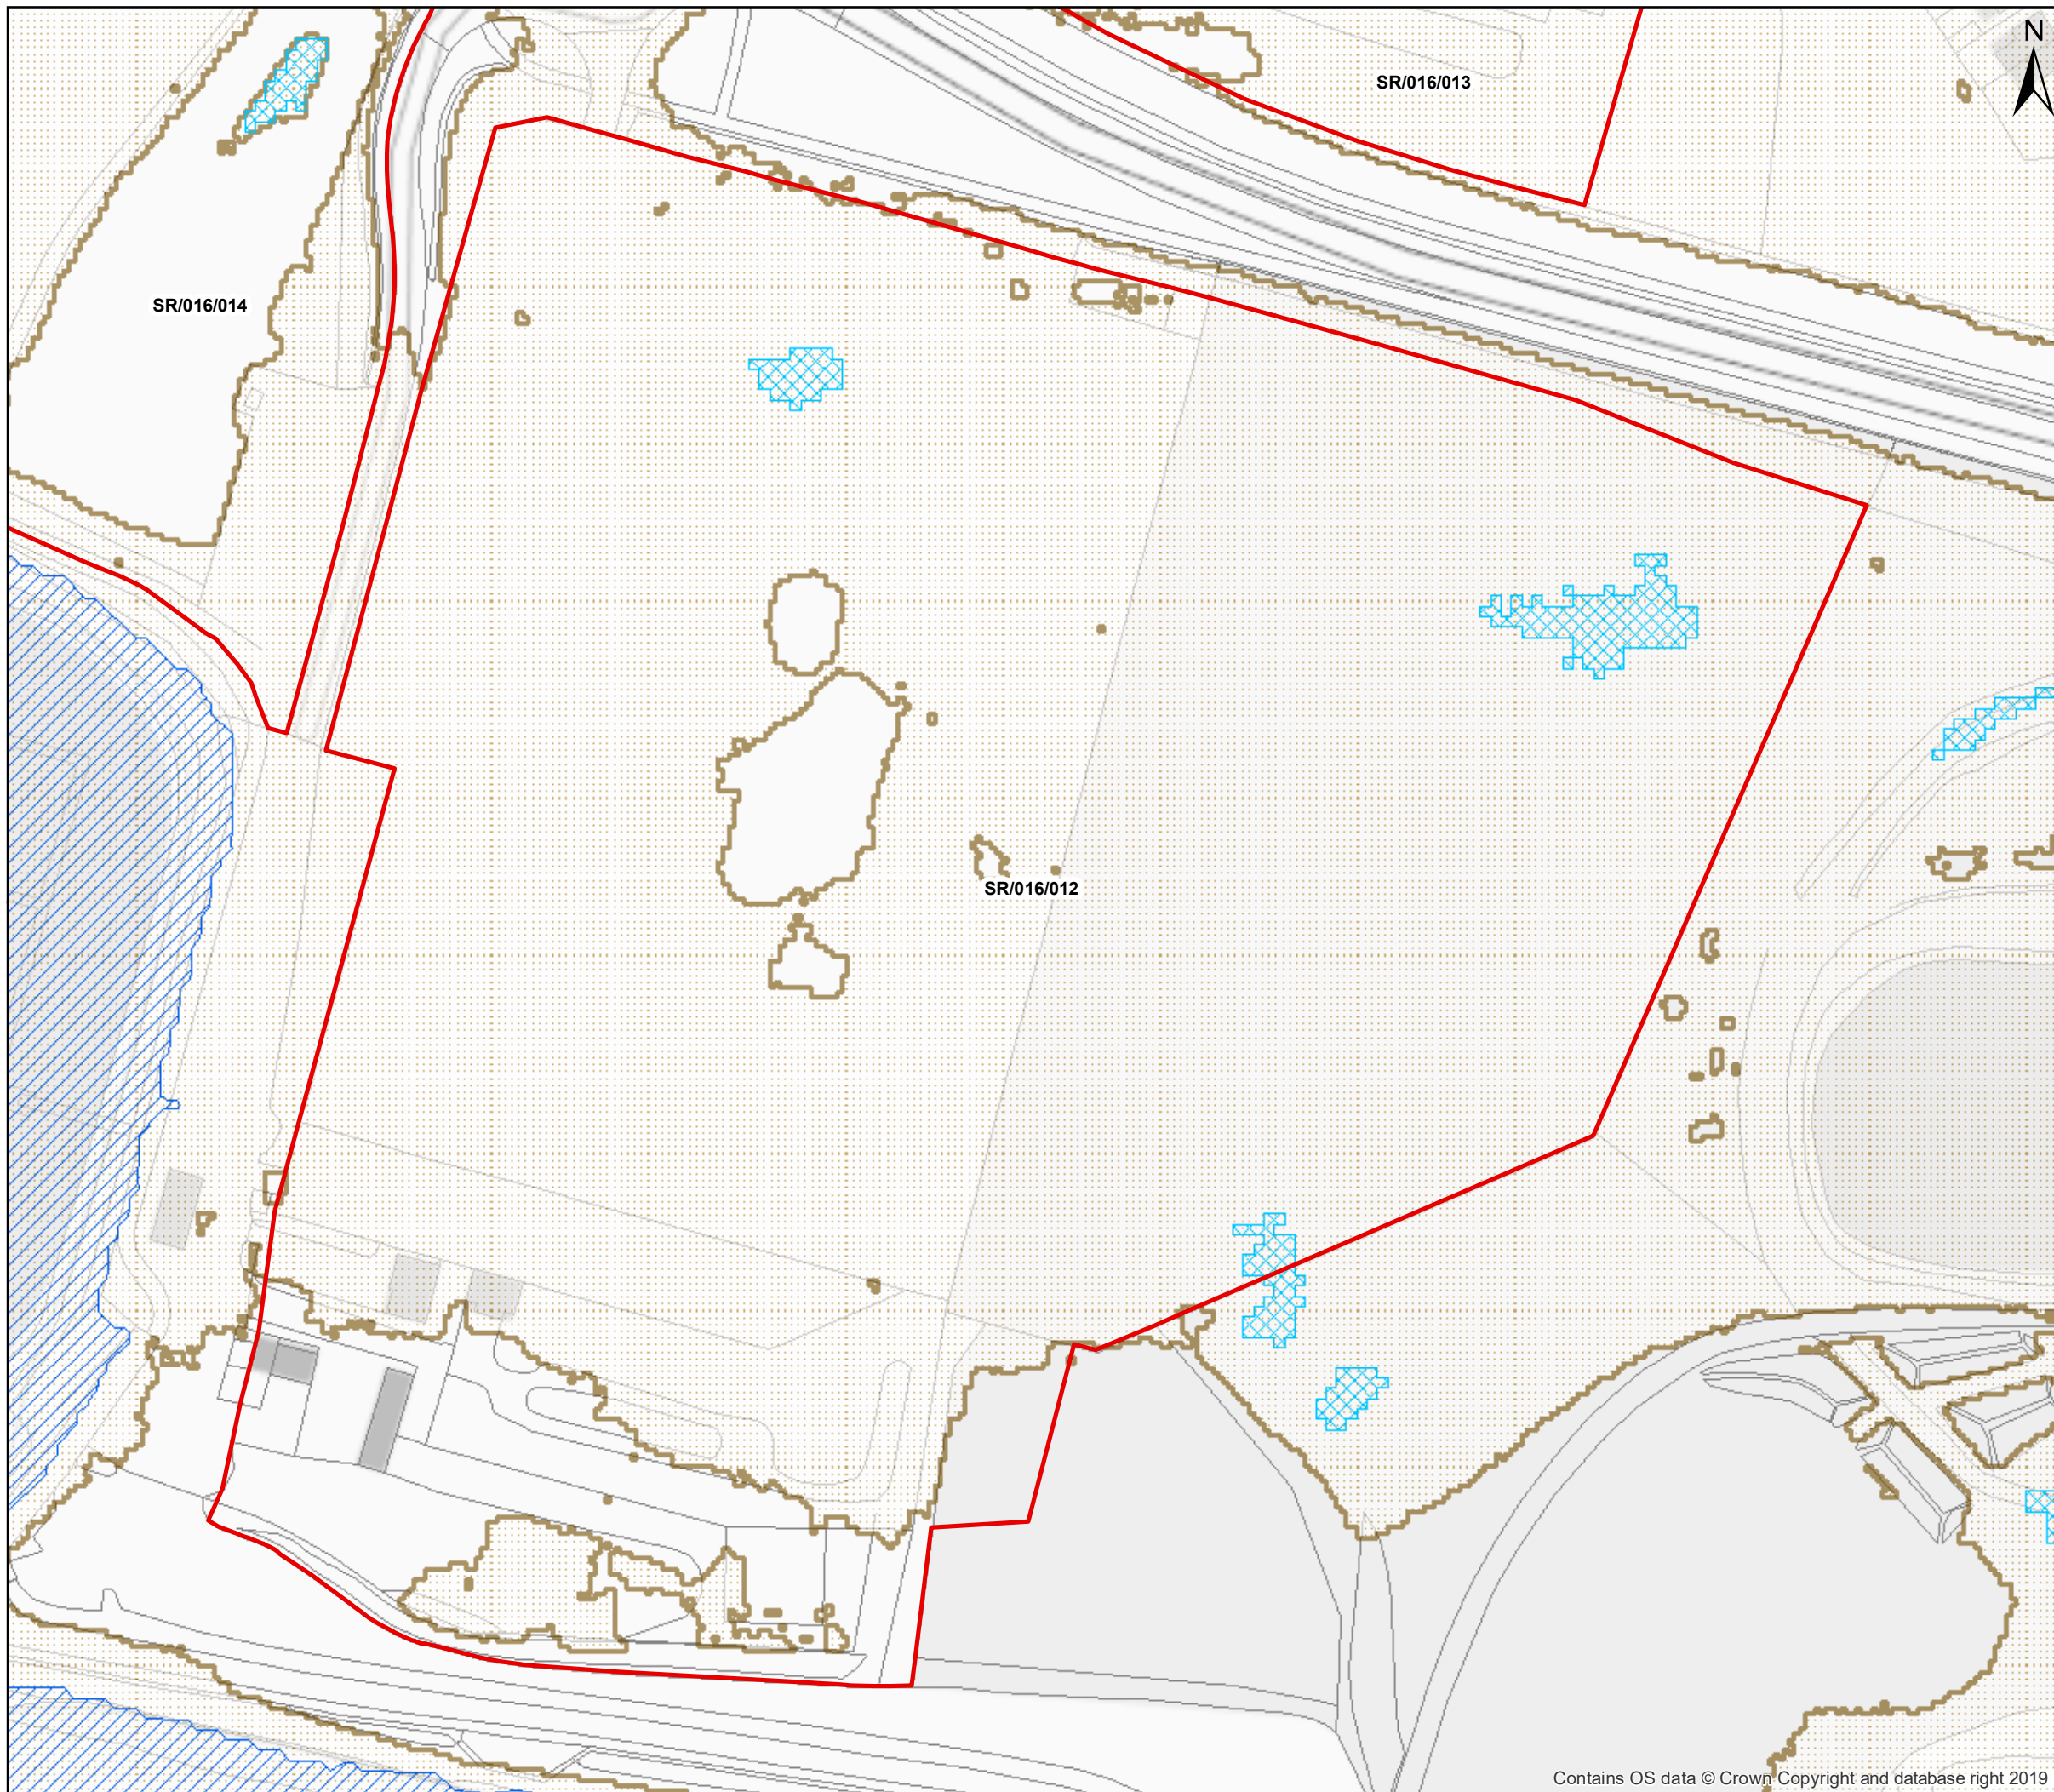 N
SR/016/013
SR/016/014
SR/016/012
Contains OS data © Crown Copyright and database right 2019